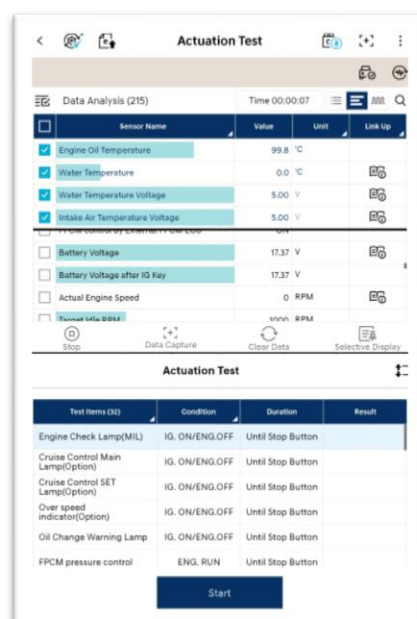 Actuation Test
Data Analysis (215) Time 00:00:07
Sensor Name Value Unit Link Up
Engine Oil Temperature 99.8 °C
Water Temperature 0.0 °C
Water Temperature Voltage 5.00 V
Intake Air Temperature Voltage 5.00 V
Battery Voltage 17.37 V
Battery Voltage after IG Key 17.37 V
Actual Engine Speed 0 RPM
Target Idle RPM 1000 RPM
Stop Data Capture Clear Data Selective Display
Actuation Test
Test Items (32) Condition Duration Result
Engine Check Lamp(MIL) IG. ON/ENG.OFF Until Stop Button
Cruise Control Main
Lamp(Option) IG. ON/ENG.OFF Until Stop Button
Cruise Control SET
Lamp(Option) IG. ON/ENG.OFF Until Stop Button
Over speed
indicator(Option) IG. ON/ENG.OFF Until Stop Button
Oil Change Warning Lamp IG. ON/ENG.OFF Until Stop Button
FPCM pressure control ENG. RUN Until Stop Button
Start